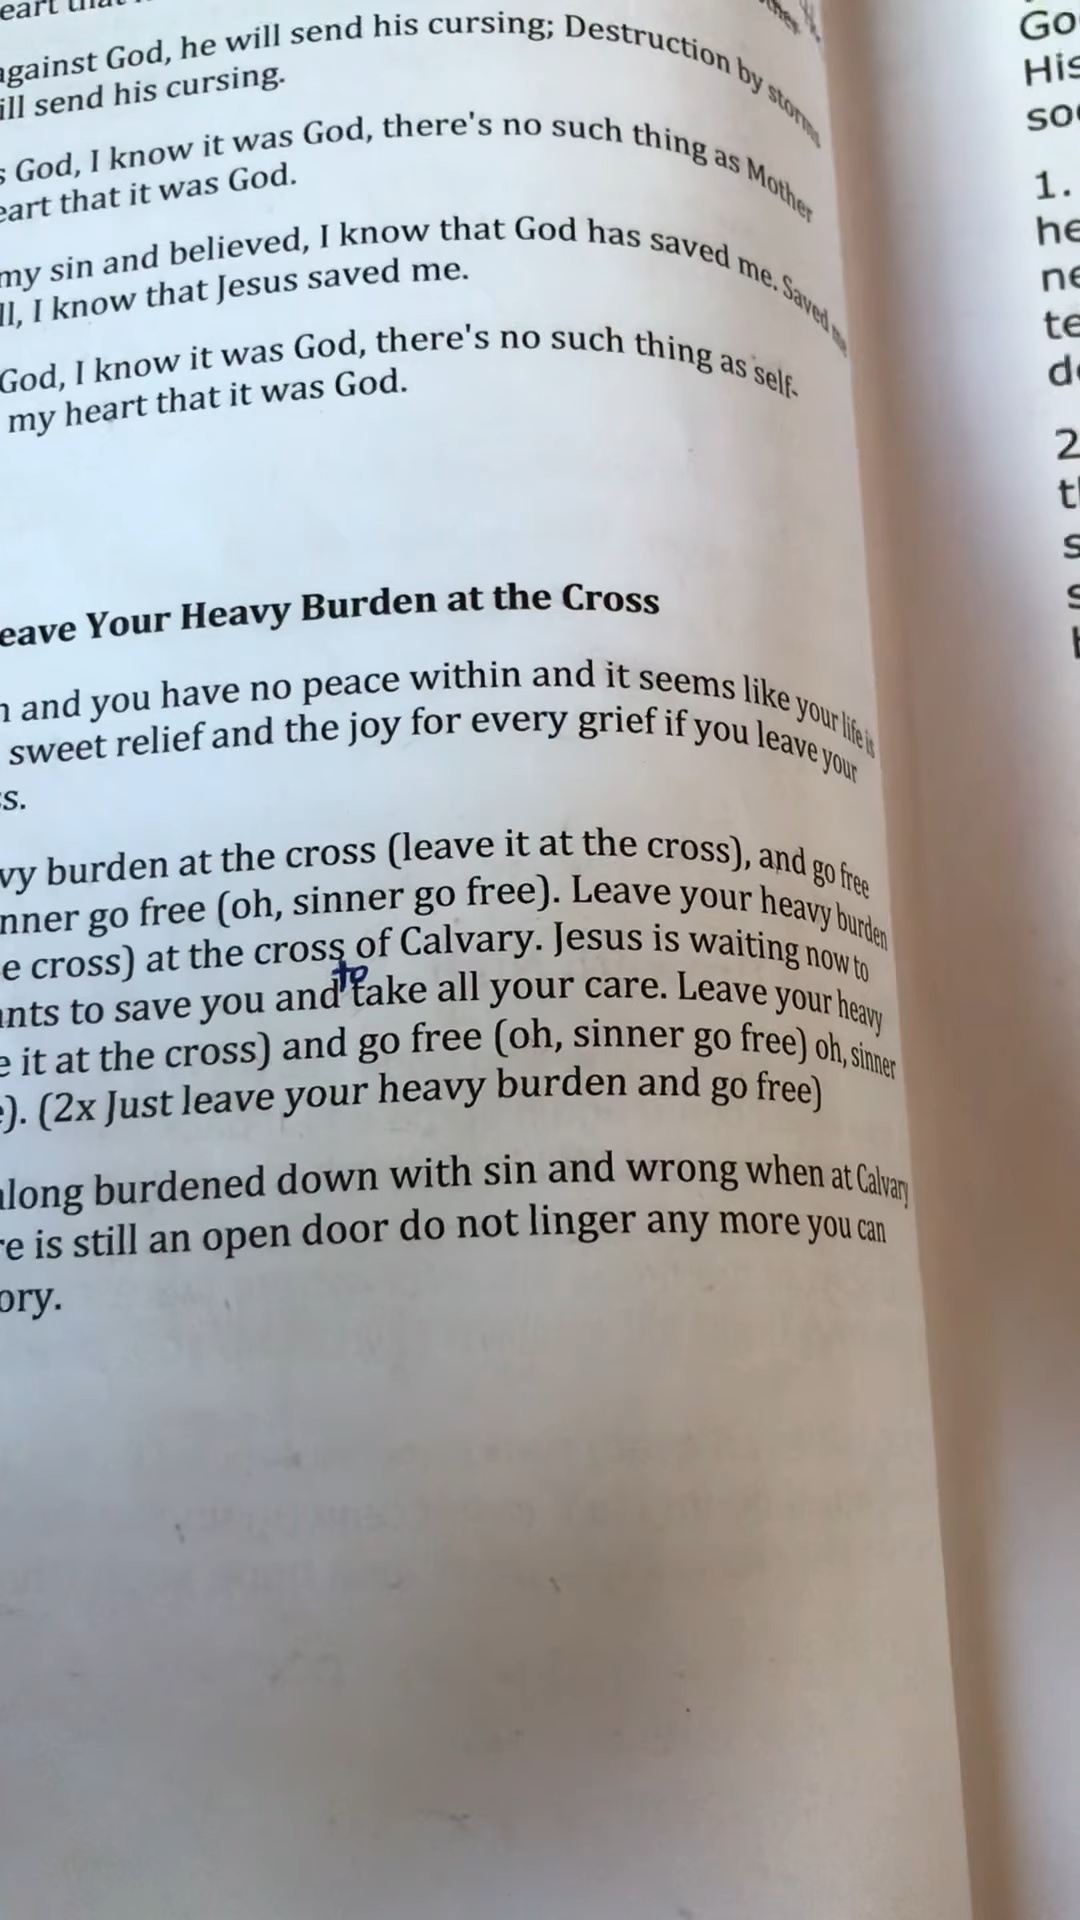 against God, he will send his cursing; Destruction by storms
ill send his cursing.
s God, I know it was God, there's no such thing as Mother
eart that it was God.
my sin and believed, I know that God has saved me. Saved me
ll, I know that Jesus saved me.
God, I know it was God, there's no such thing as self-
my heart that it was God.
eave Your Heavy Burden at the Cross
n and you have no peace within and it seems like your life is
sweet relief and the joy for every grief if you leave your
ss.
vy burden at the cross (leave it at the cross), and go free
nner go free (oh, sinner go free). Leave your heavy burden
e cross) at the cross of Calvary. Jesus is waiting now to
ants to save you and to take all your care. Leave your heavy
e it at the cross) and go free (oh, sinner go free) oh, sinner
e). (2x Just leave your heavy burden and go free)
along burdened down with sin and wrong when at Calvary
re is still an open door do not linger any more you can
ory.
Go
His
so
1.
he
ne
te
d
2
t
s
s